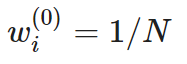 w_i^{(0)} = 1/N